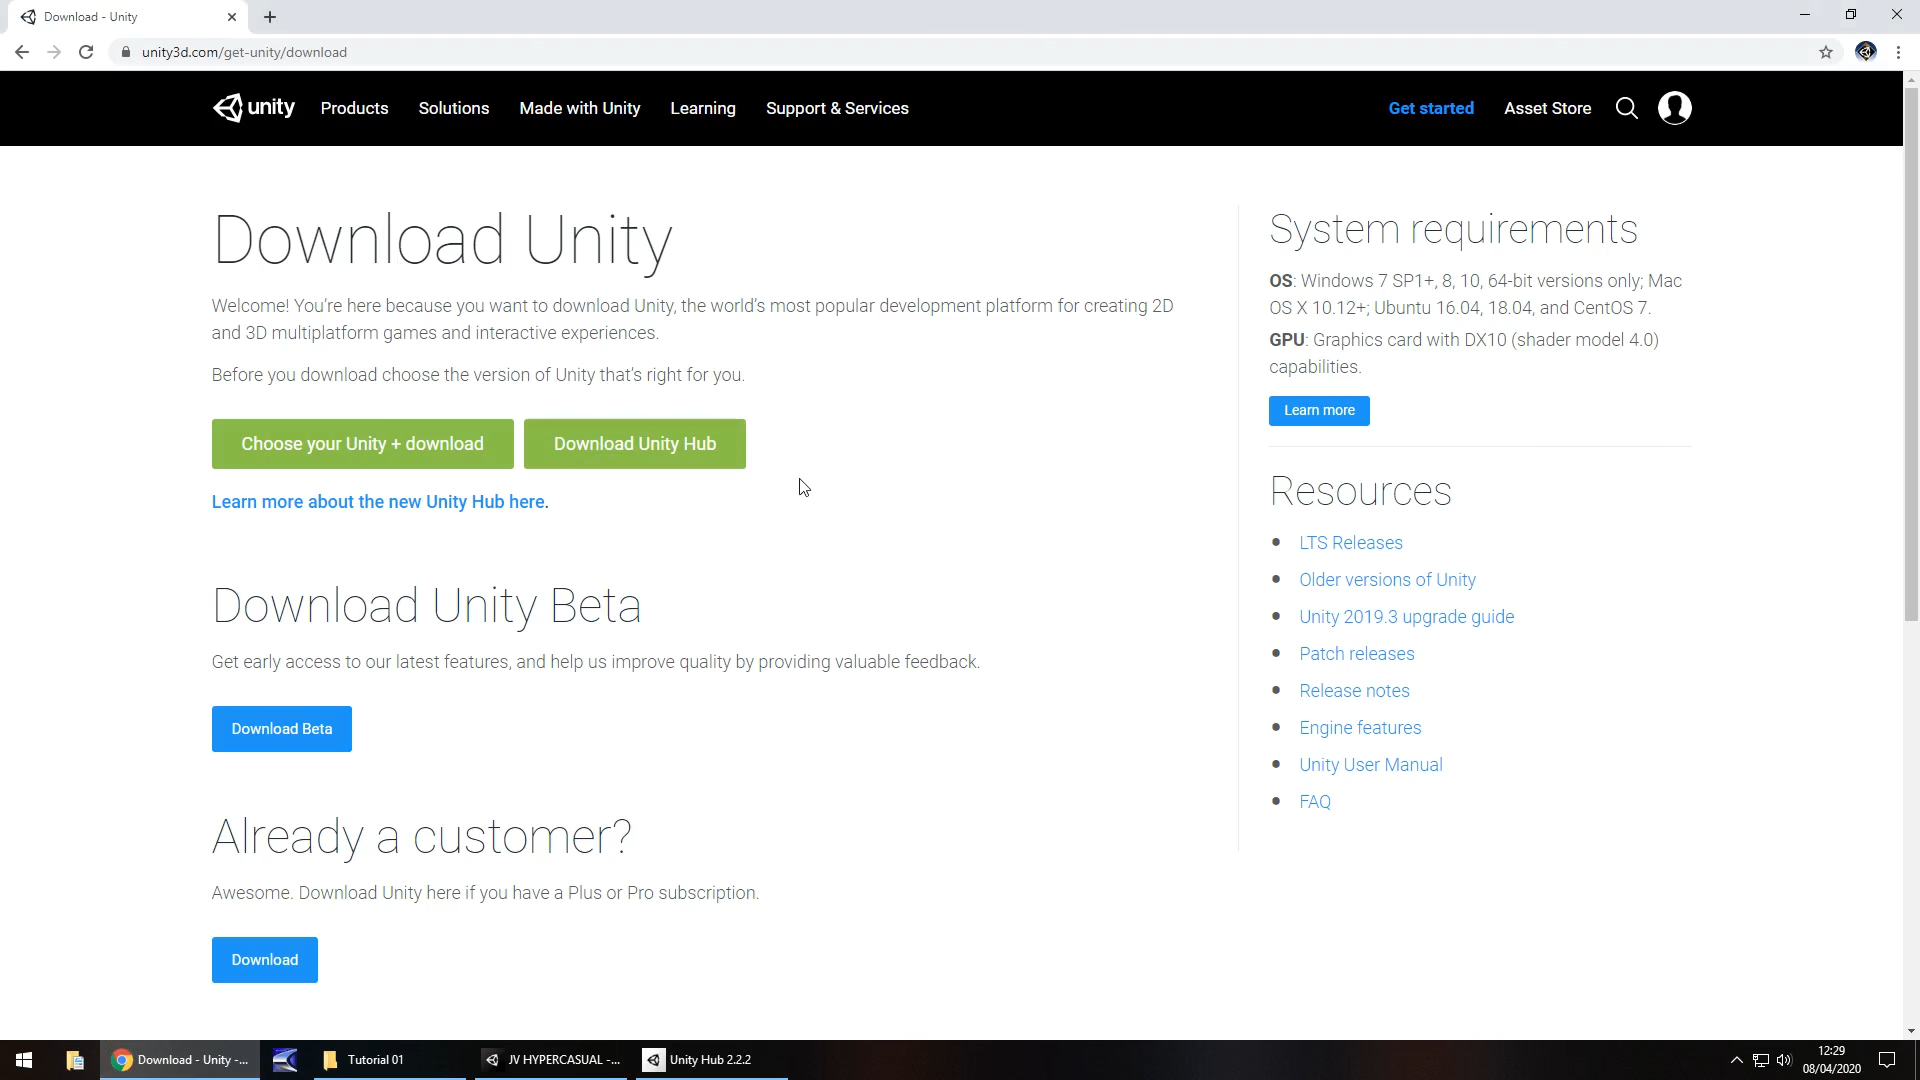 Download - Unity
unity3d.com/get-unity/download
unity Products Solutions Made with Unity Learning Support & Services Get started Asset Store
Download Unity
Welcome! You're here because you want to download Unity, the world's most popular development platform for creating 2D
and 3D multiplatform games and interactive experiences.
Before you download choose the version of Unity that's right for you.
Choose your Unity + download Download Unity Hub
Learn more about the new Unity Hub here.
Download Unity Beta
Get early access to our latest features, and help us improve quality by providing valuable feedback.
Download Beta
Already a customer?
Awesome. Download Unity here if you have a Plus or Pro subscription.
Download
System requirements
OS: Windows 7 SP1+, 8, 10, 64-bit versions only; Mac
OS X 10.12+; Ubuntu 16.04, 18.04, and CentOS 7.
GPU: Graphics card with DX10 (shader model 4.0)
capabilities.
Learn more
Resources
LTS Releases
Older versions of Unity
Unity 2019.3 upgrade guide
Patch releases
Release notes
Engine features
Unity User Manual
FAQ
Download - Unity -... Tutorial 01 JV HYPERCASUAL -... Unity Hub 2.2.2
12:29
08/04/2020